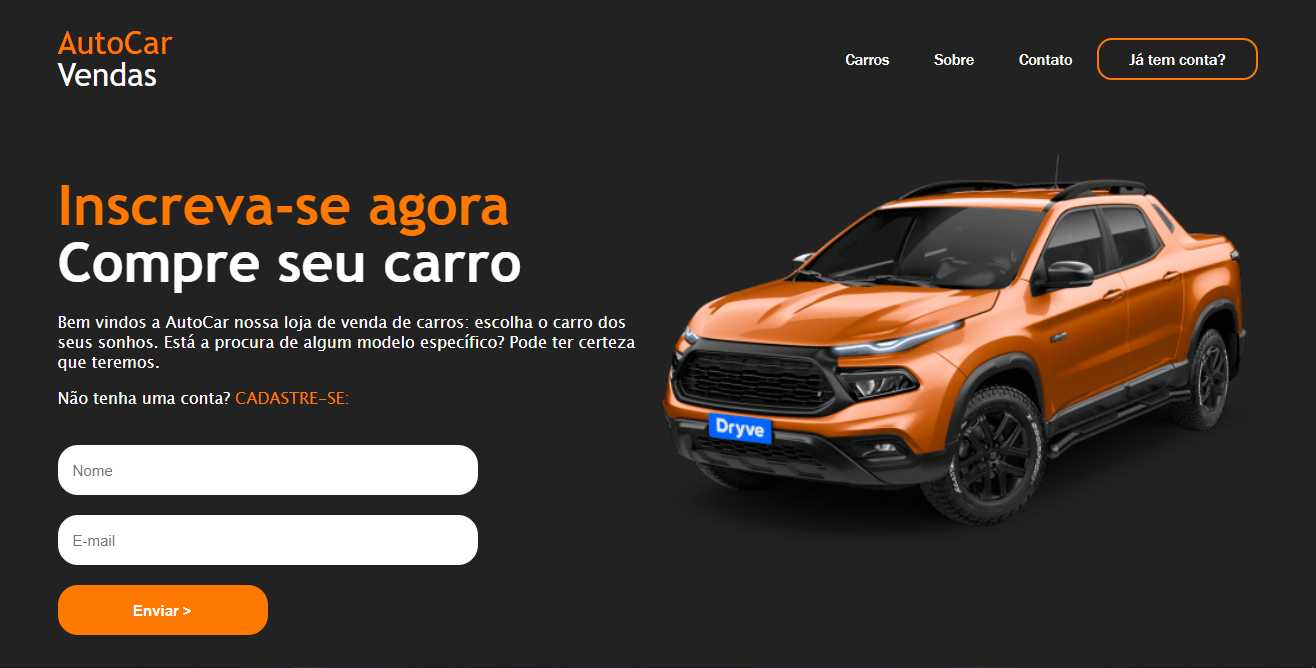 AutoCar
Vendas
Carros
Sobre
Contato
Já tem conta?
Inscreva-se agora
Compre seu carro
Bem vindos a AutoCar nossa loja de venda de carros: escolha o carro dos
seus sonhos. Está a procura de algum modelo específico? Pode ter certeza
que teremos.
Não tenha uma conta? CADASTRE-SE:
Nome
E-mail
Enviar >
Dryve